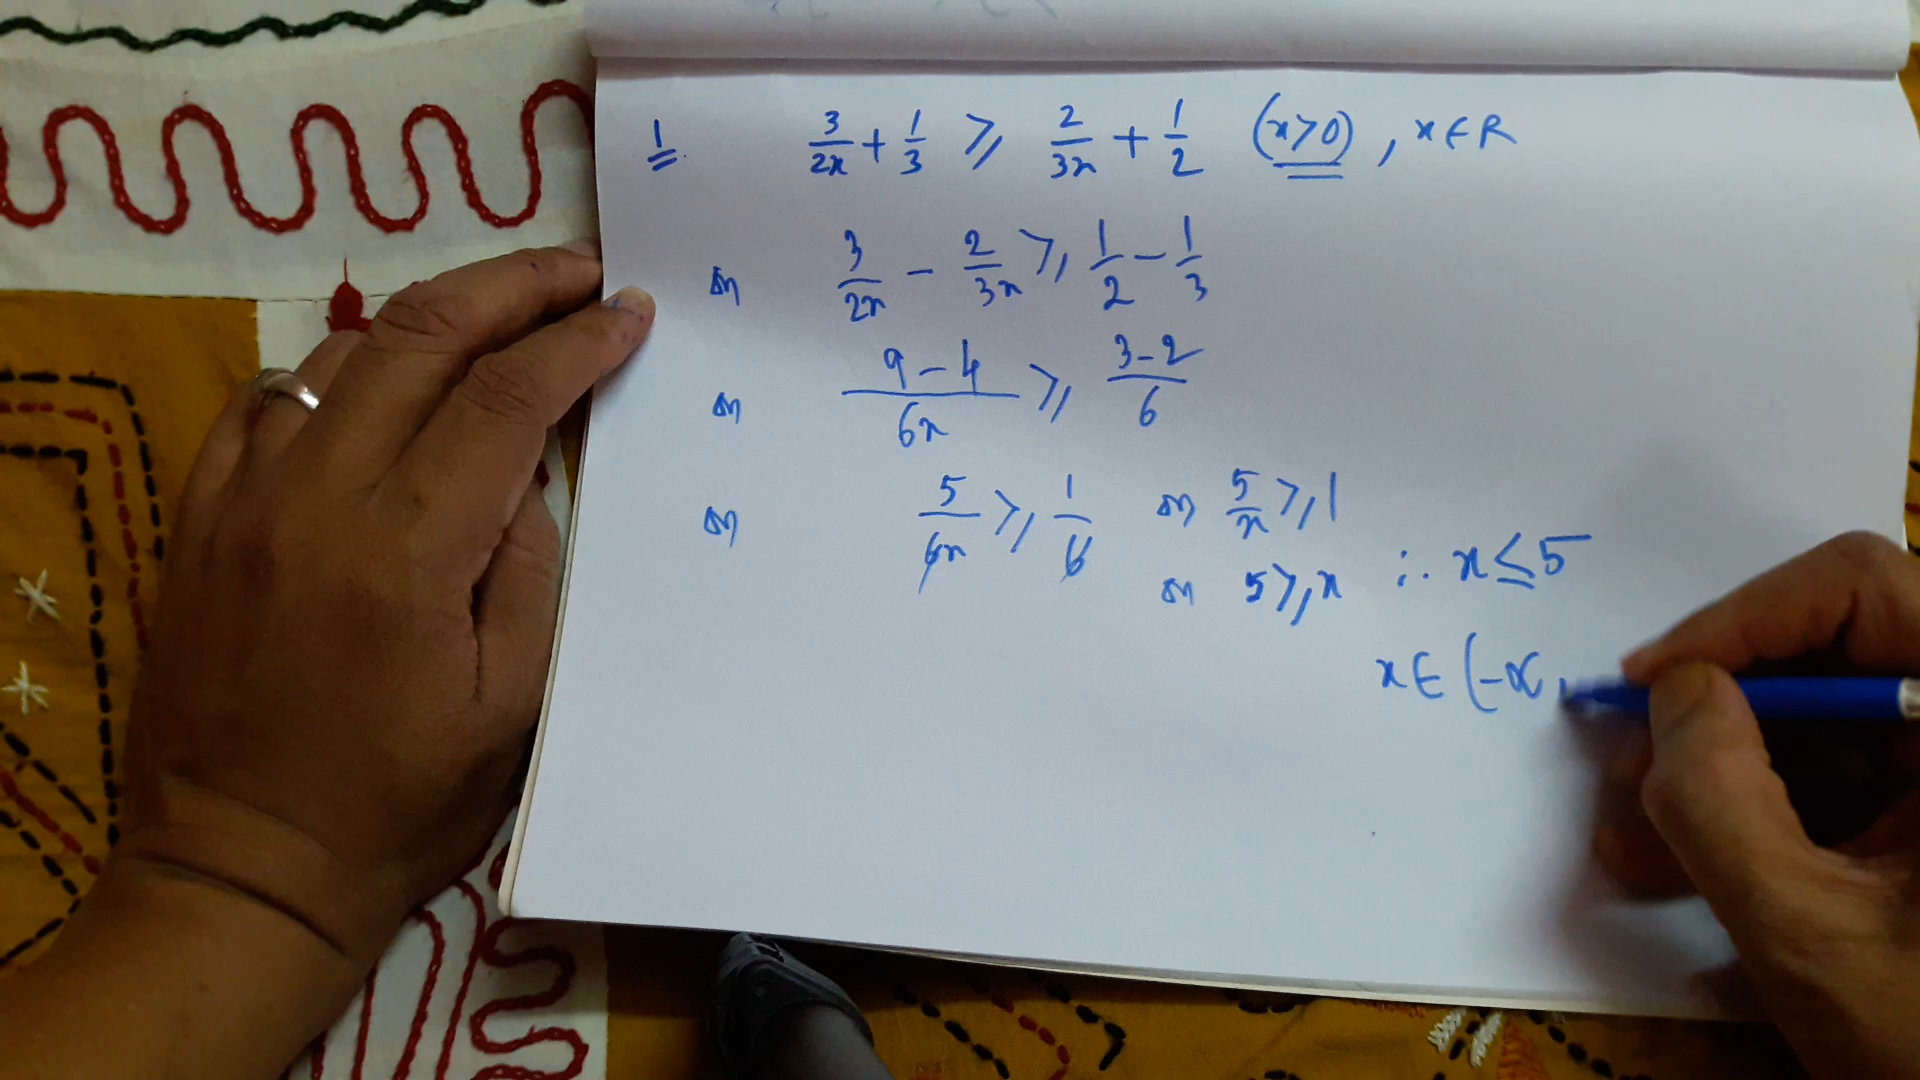 1. 3/2x + 1/3 ⩾ 2/3x + 1/2 (x>0), x∈R
or 3/2x - 2/3x ⩾ 1/2 - 1/3
or 9-4/6x ⩾ 3-2/6
or 5/6x ⩾ 1/6 or 5/x ⩾ 1
or 5 ⩾ x ∴ x ≤ 5
x∈ (-∞,